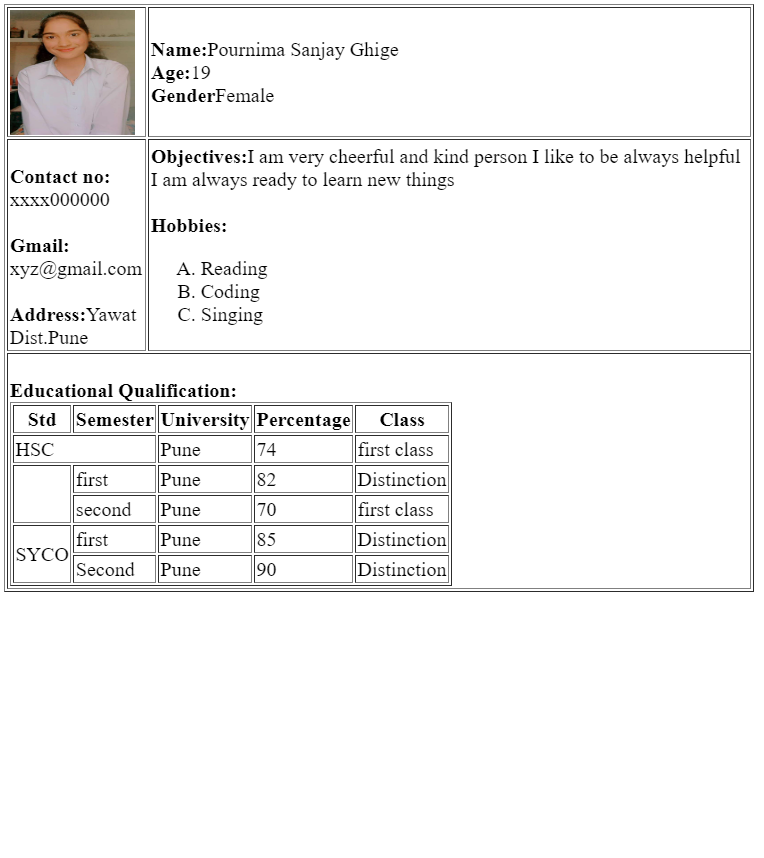 Name:Pournima Sanjay Ghige
Age:19
GenderFemale
Contact no:
xxxx000000
Gmail:
xyz@gmail.com
Address:Yawat
Dist.Pune
Objectives:I am very cheerful and kind person I like to be always helpful
I am always ready to learn new things
Hobbies:
A. Reading
B. Coding
C. Singing
Educational Qualification:
Std Semester University Percentage Class
HSC Pune 74 first class
first Pune 82 Distinction
second Pune 70 first class
SYCO first Pune 85 Distinction
Second Pune 90 Distinction